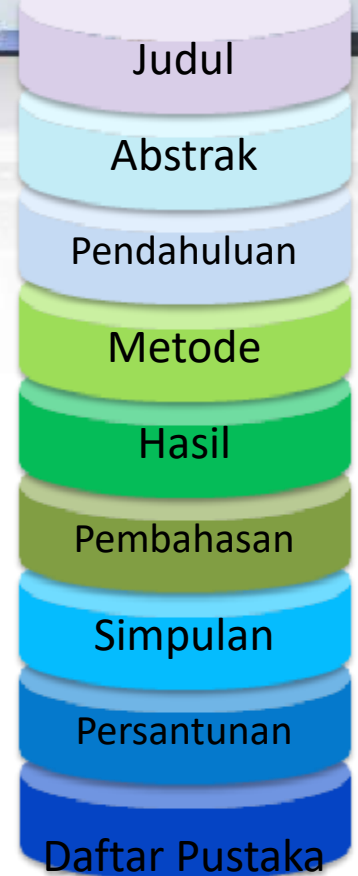 Judul
Abstrak
Pendahuluan
Metode
Hasil
Pembahasan
Simpulan
Persantunan
Daftar Pustaka